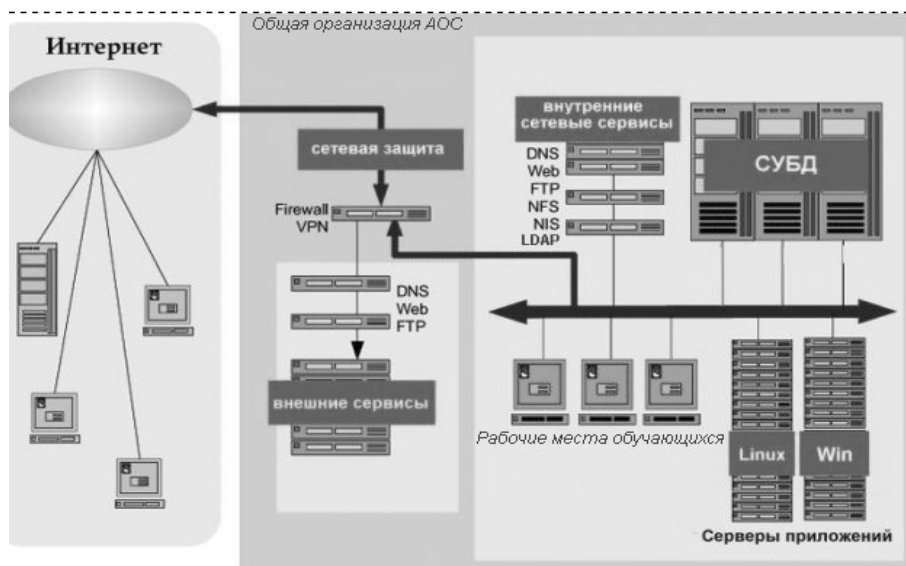 Общая организация АОС
Интернет
сетевая защита
Firewall
VPN
DNS
Web
FTP
внешние сервисы
внутренние
сетевые сервисы
DNS
Web
FTP
NFS
NIS
LDAP
СУБД
Рабочие места обучающихся
Linux
Win
Серверы приложений